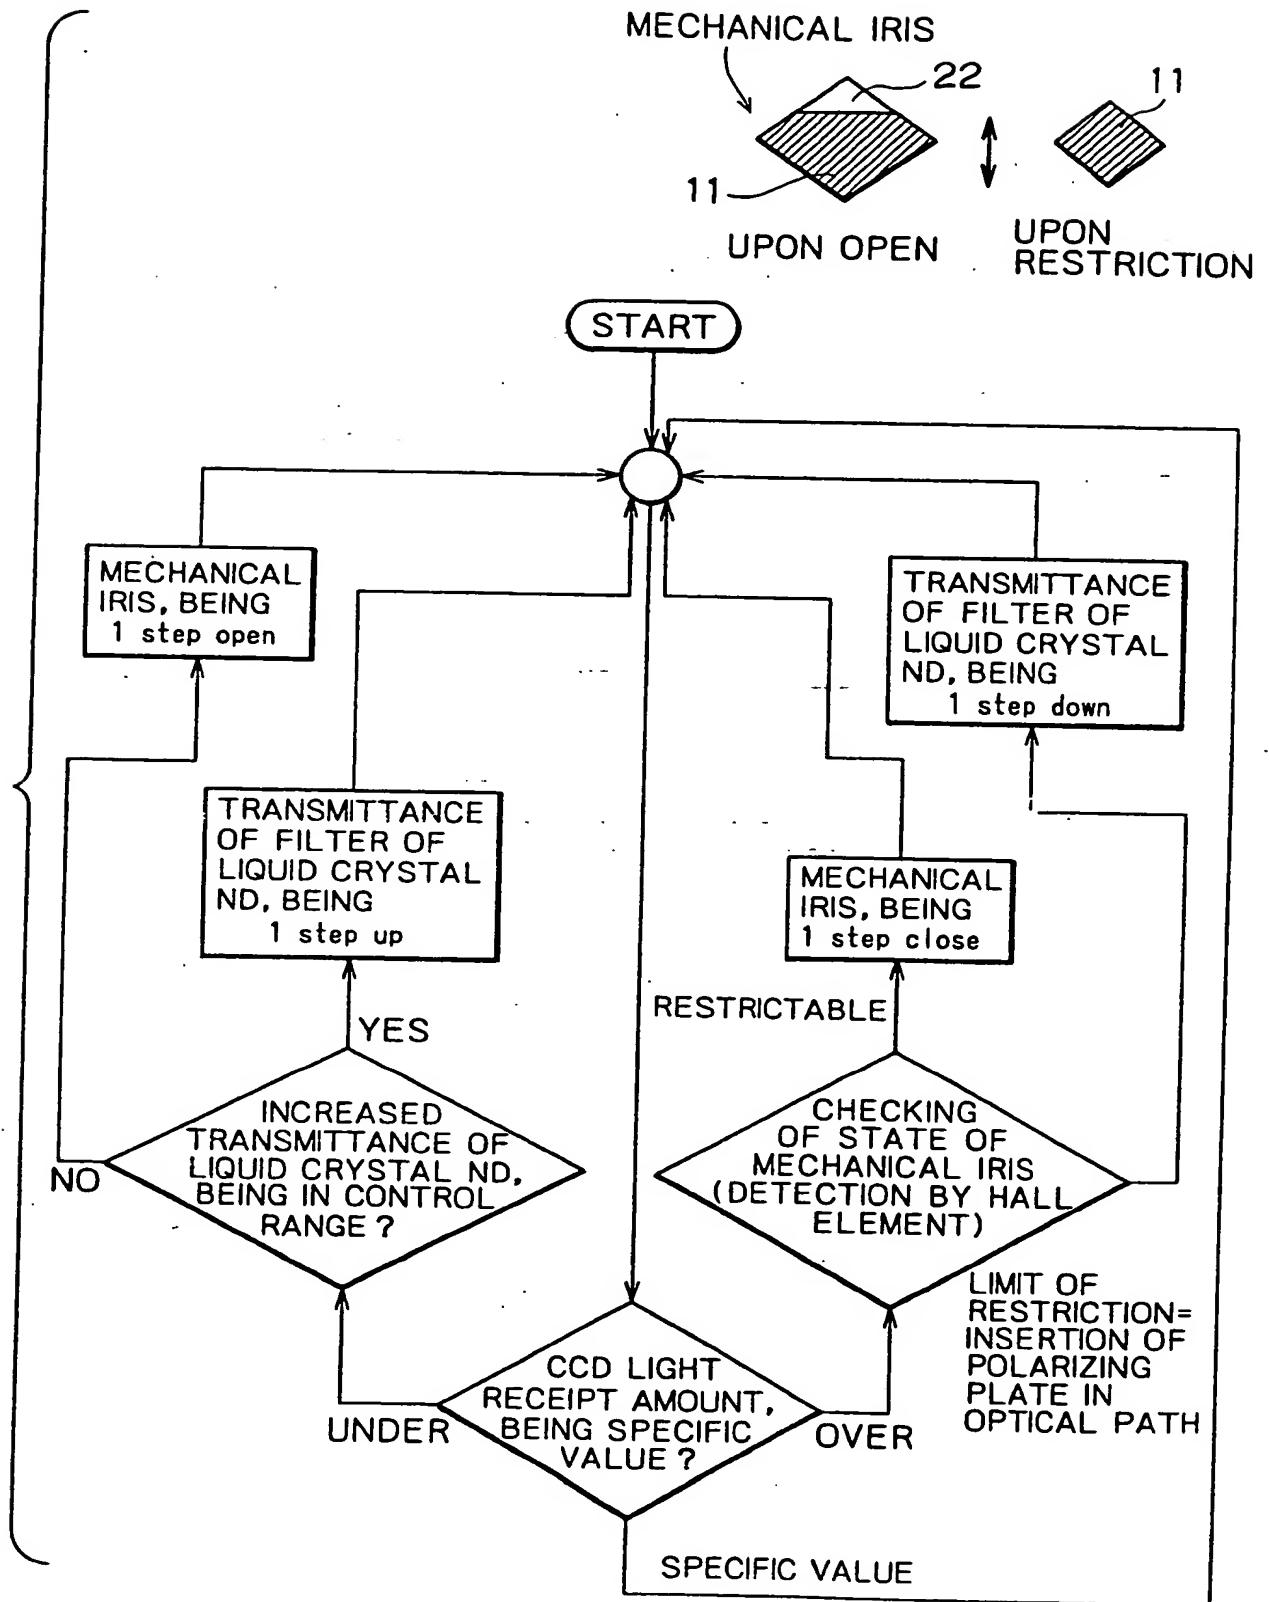 MECHANICAL IRIS
22
11
11
UPON OPEN
UPON
RESTRICTION
START
MECHANICAL
IRIS, BEING
1 step open
TRANSMITTANCE
OF FILTER OF
LIQUID CRYSTAL
ND, BEING
1 step down
TRANSMITTANCE
OF FILTER OF
LIQUID CRYSTAL
ND, BEING
1 step up
MECHANICAL
IRIS, BEING
1 step close
RESTRICTABLE
YES
INCREASED
TRANSMITTANCE OF
LIQUID CRYSTAL ND,
BEING IN CONTROL
RANGE ?
NO
CHECKING
OF STATE OF
MECHANICAL IRIS
(DETECTION BY HALL
ELEMENT)
LIMIT OF
RESTRICTION=
INSERTION OF
POLARIZING
PLATE IN
OPTICAL PATH
CCD LIGHT
RECEIPT AMOUNT,
BEING SPECIFIC
VALUE ?
UNDER
OVER
SPECIFIC VALUE